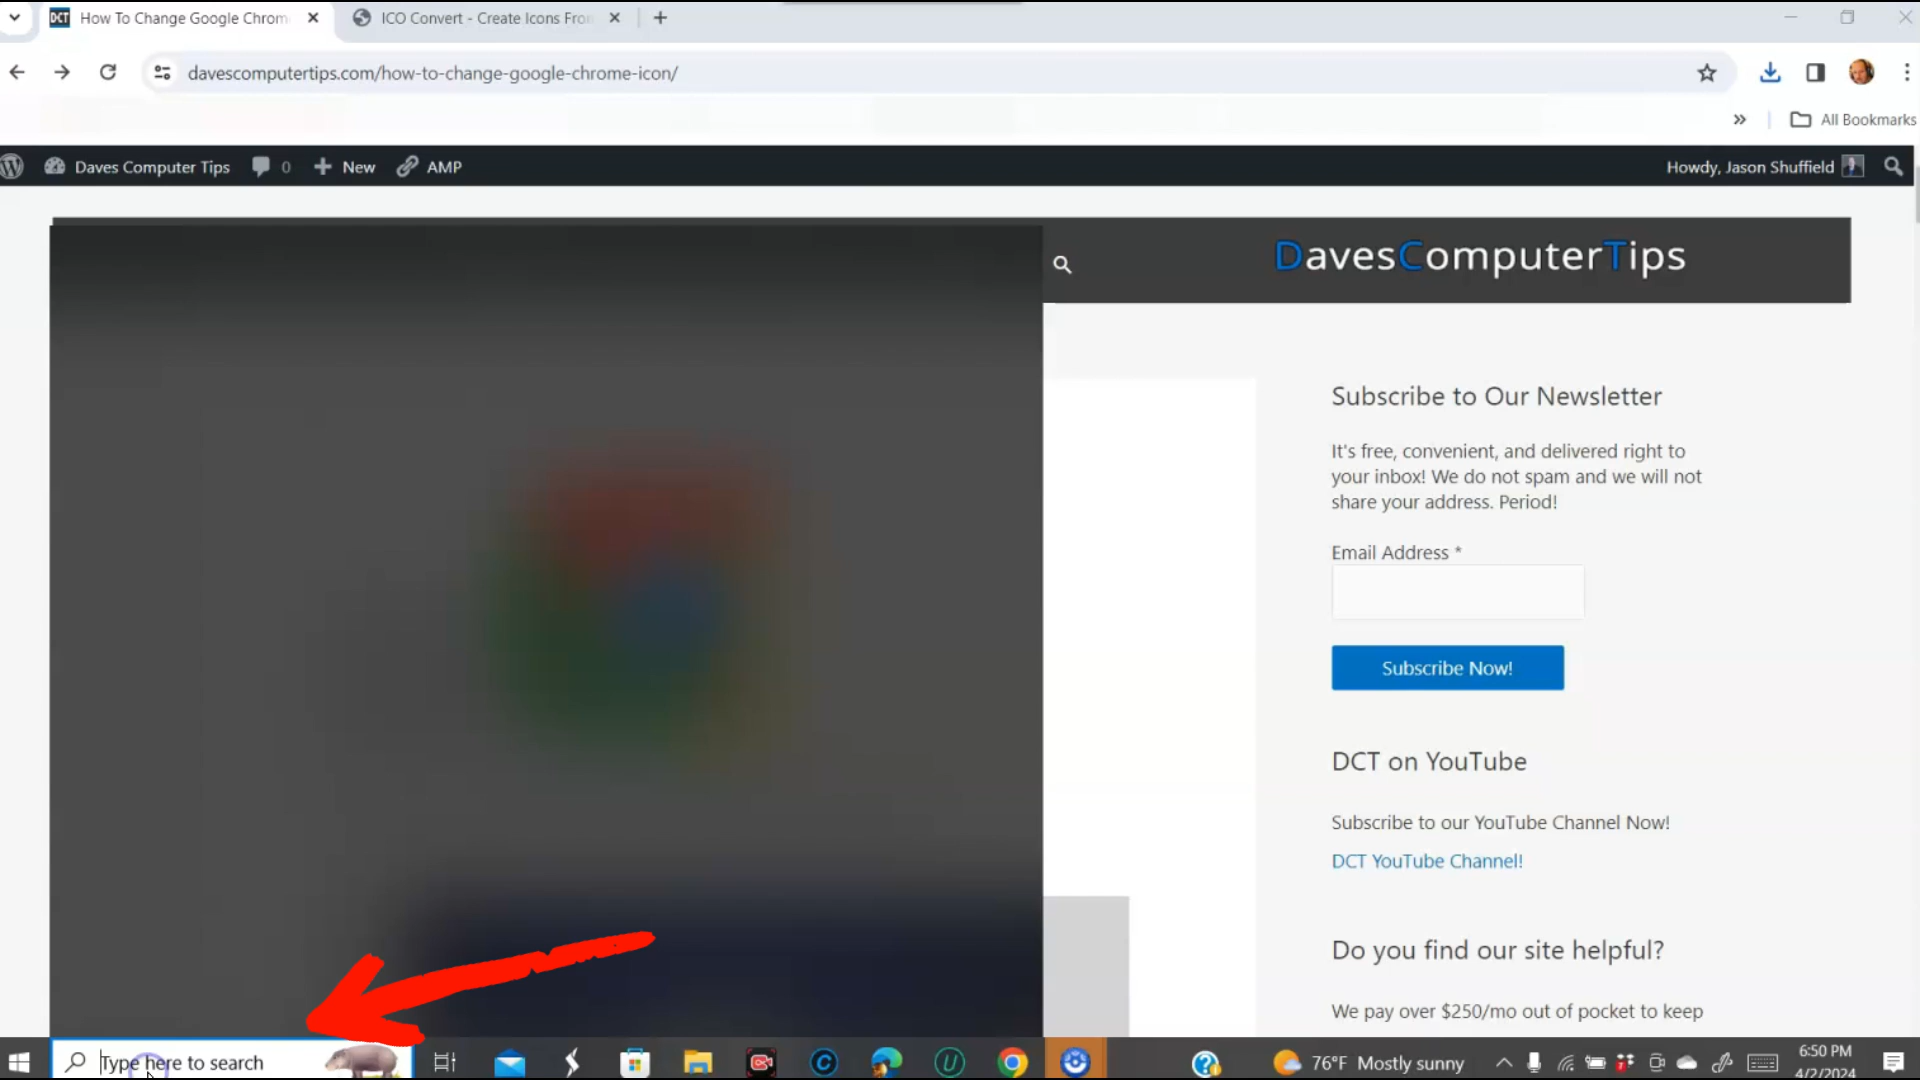 DCT How To Change Google Chrom
ICO Convert - Create Icons Fro
davescomputertips.com/how-to-change-google-chrome-icon/
All Bookmarks
Daves Computer Tips 0 New AMP
Howdy, Jason Shuffield
DavesComputerTips
Subscribe to Our Newsletter
It's free, convenient, and delivered right to
your inbox! We do not spam and we will not
share your address. Period!
Email Address *
Subscribe Now!
DCT on YouTube
Subscribe to our YouTube Channel Now!
DCT YouTube Channel!
Do you find our site helpful?
We pay over $250/mo out of pocket to keep
Type here to search
76°F Mostly sunny
6:50 PM
4/2/2024